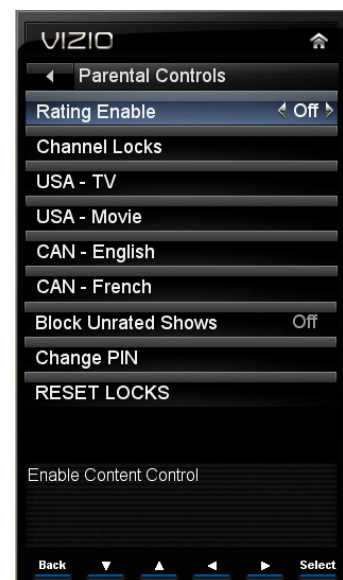 VIZIO
Parental Controls
Rating Enable Off
Channel Locks
USA - TV
USA - Movie
CAN - English
CAN - French
Block Unrated Shows Off
Change PIN
RESET LOCKS
Enable Content Control
Back Select